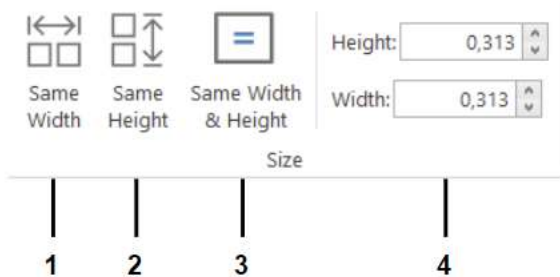 Same Width
Same Height
Same Width & Height
Height: 0,313
Width: 0,313
Size
1 2 3 4